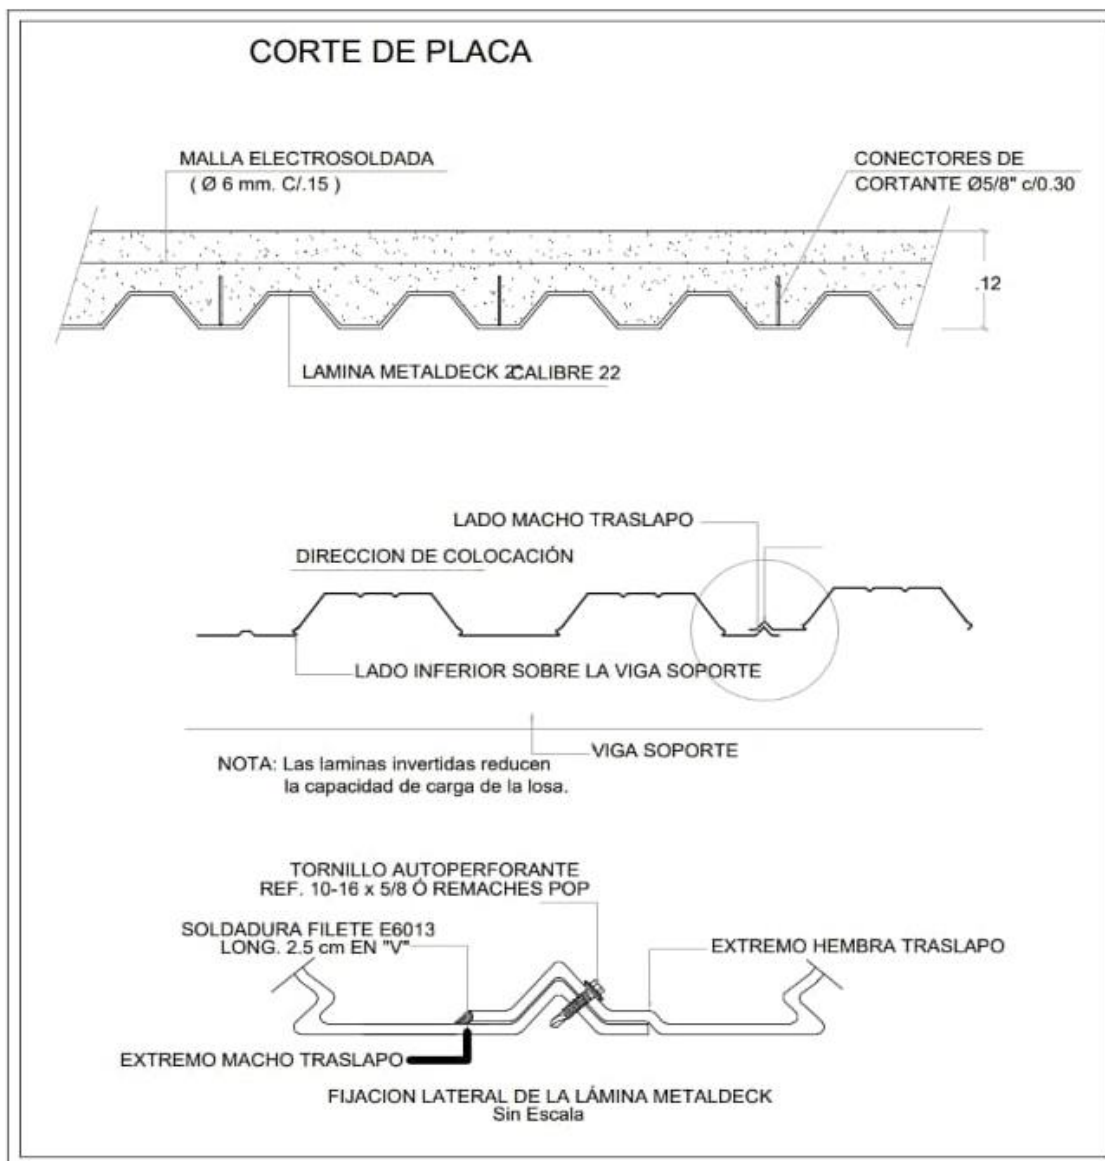 CORTE DE PLACA
MALLA ELECTROSOLDADA
( Ø 6 mm. C/.15 )
CONECTORES DE
CORTANTE Ø5/8" c/0.30
.12
LAMINA METALDECK 2" CALIBRE 22
LADO MACHO TRASLAPO
DIRECCION DE COLOCACIÓN
LADO INFERIOR SOBRE LA VIGA SOPORTE
VIGA SOPORTE
NOTA: Las laminas invertidas reducen
la capacidad de carga de la losa.
TORNILLO AUTOPERFORANTE
REF. 10-16 x 5/8 Ó REMACHES POP
SOLDADURA FILETE E6013
LONG. 2.5 cm EN "V"
EXTREMO HEMBRA TRASLAPO
EXTREMO MACHO TRASLAPO
FIJACION LATERAL DE LA LÁMINA METALDECK
Sin Escala